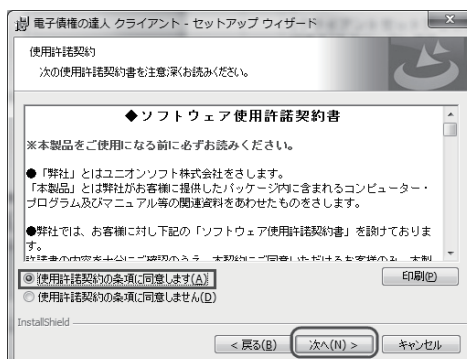 電子債権の達人 クライアント - セットアップ ウィザード
使用許諾契約
次の使用許諾契約書を注意深くお読みください。
◆ソフトウェア使用許諾契約書
※本製品をご使用になる前に必ずお読みください。
●「弊社」とはユニオンソフト株式会社をさします。
「本製品」とは弊社がお客様に提供したパッケージ内に含まれるコンピューター・
プログラム及びマニュアル等の関連資料をあわせたものをさします。
●弊社では、お客様に対し下記の「ソフトウェア使用許諾契約書」を設けておりま
す。
使用許諾契約の条項に同意します(A)
印刷(P)
使用許諾契約の条項に同意しません(D)
InstallShield
< 戻る(B)
次へ(N) >
キャンセル